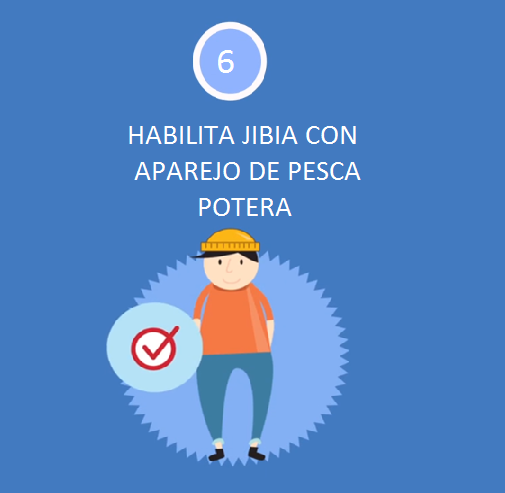 6
HABILITA JIBIA CON
APAREJO DE PESCA
POTERA